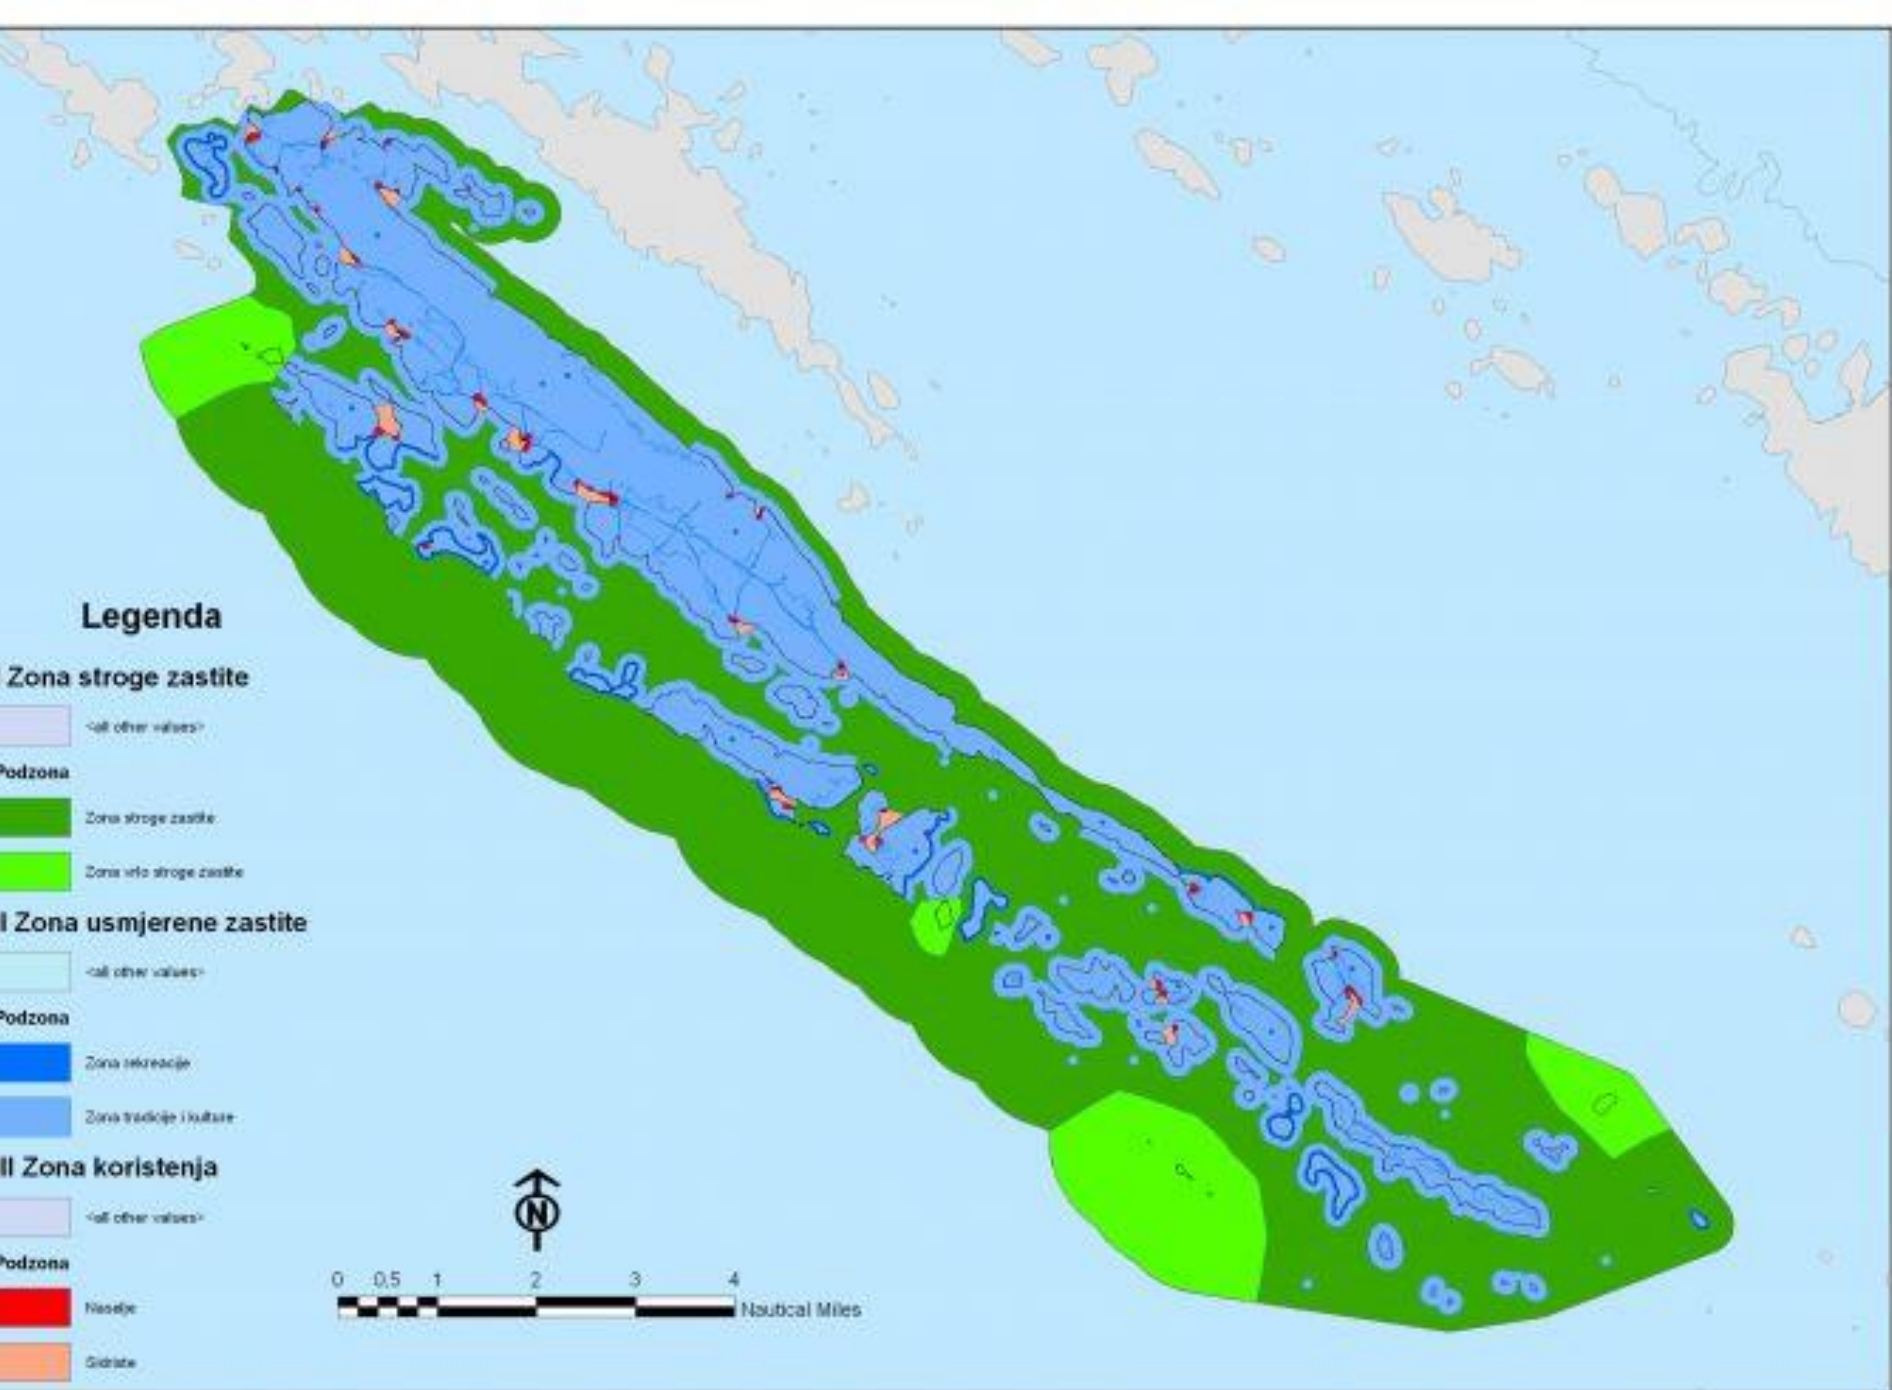 Legenda
I Zona stroge zastite
<all other values>
Podzona
Zona stroge zastite
Zona vrlo stroge zastite
II Zona usmjerene zastite
<all other values>
Podzona
Zona rekreacije
Zona tradicije i kulture
III Zona koristenja
<all other values>
Podzona
Naselje
Sidriste
N
0 0,5 1 2 3 4
Nautical Miles